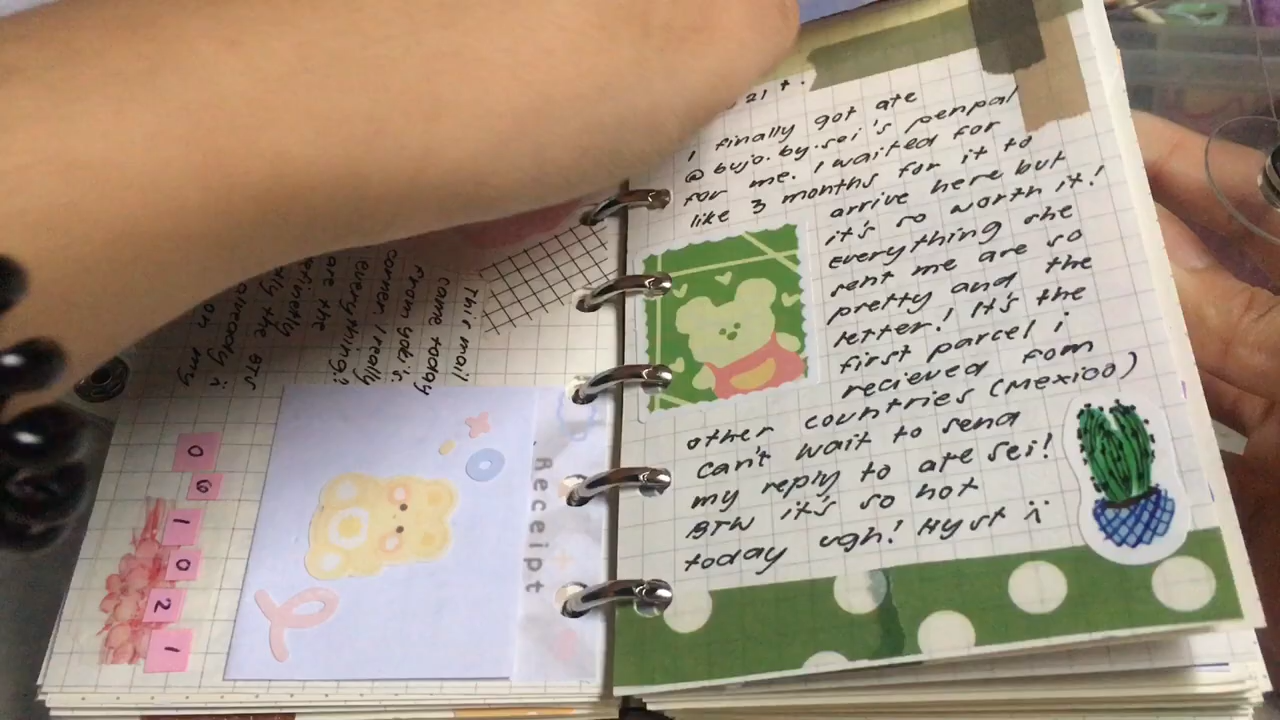 This mail
came today
from yoki's
corner. I really
everything!!
are the
the BTS
already ü
on my
Receipt
0
6
1
0
2
1
21 t.
I finally got ate
@bujo.by.sei's penpal
for me. I waited for
like 3 months for it to
arrive here but
it's so worth it!
Everything she
sent me are so
pretty and the
letter! It's the
first parcel i
recieved fom
other countries (Mexico)
can't wait to send
my reply to ate sei!
BTW it's so hot
today ugh! Hyst